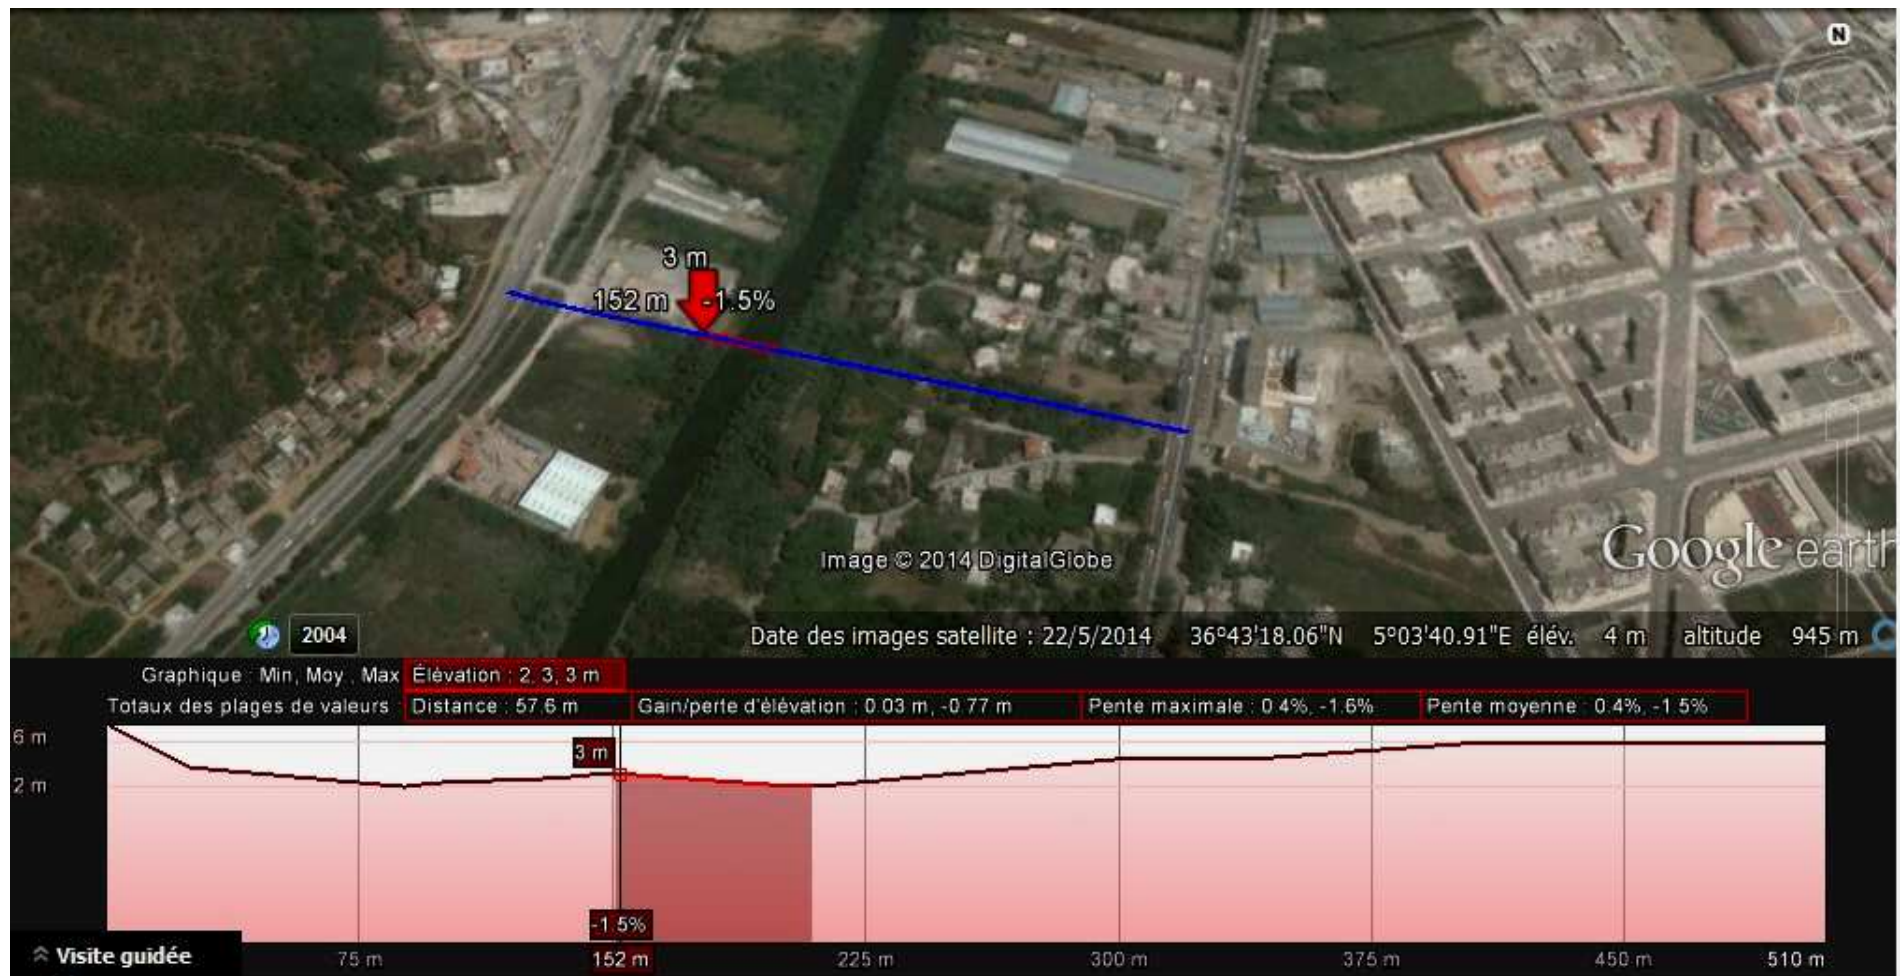 N
3 m
152 m -1.5%
Image © 2014 DigitalGlobe
Google earth
2004
Date des images satellite : 22/5/2014 36°43'18.06"N 5°03'40.91"E élév. 4 m altitude 945 m
Graphique Min, Moy Max Élévation : 2, 3, 3 m
Totaux des plages de valeurs Distance : 57.6 m Gain/perte d'élévation : 0.03 m, -0.77 m Pente maximale : 0.4%, -1.6% Pente moyenne : 0.4%, -1.5%
6 m
3 m
2 m
-1.5%
Visite guidée
75 m 152 m 225 m 300 m 375 m 450 m 510 m